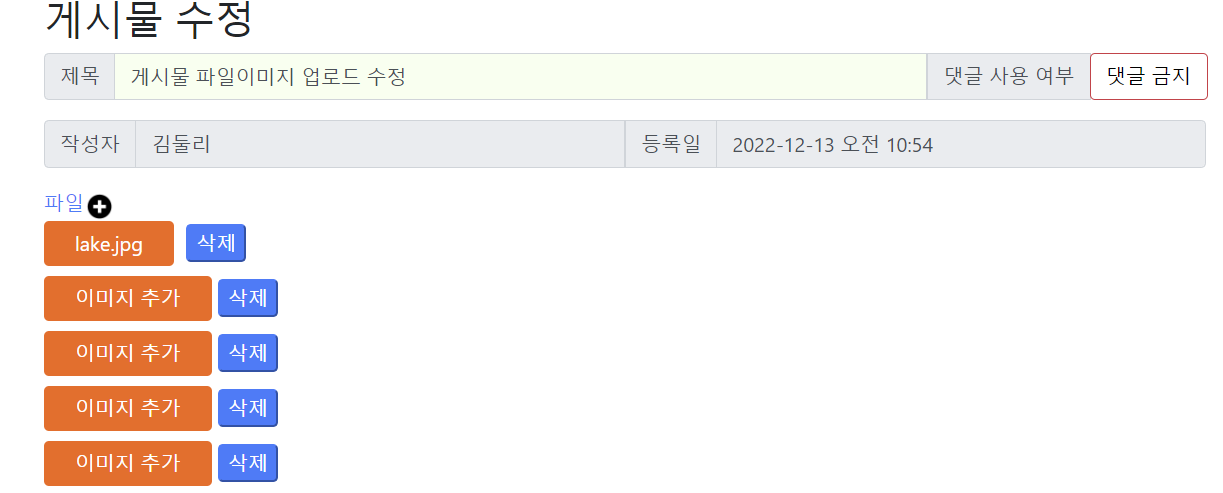 게시물 수정
제목 게시물 파일이미지 업로드 수정 댓글 사용 여부 댓글 금지
작성자 김둘리 등록일 2022-12-13 오전 10:54
파일
lake.jpg 삭제
이미지 추가 삭제
이미지 추가 삭제
이미지 추가 삭제
이미지 추가 삭제